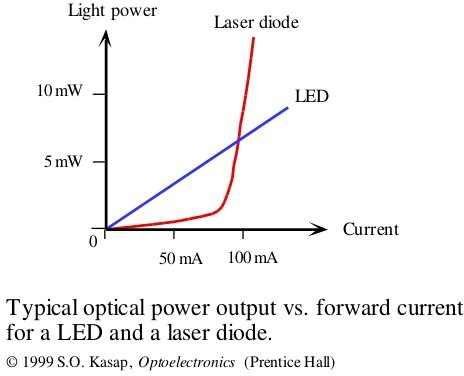 Light power
Laser diode
10 mW
LED
5 mW
0
Current
50 mA
100 mA
Typical optical power output vs. forward current
for a LED and a laser diode.
© 1999 S.O. Kasap, Optoelectronics (Prentice Hall)